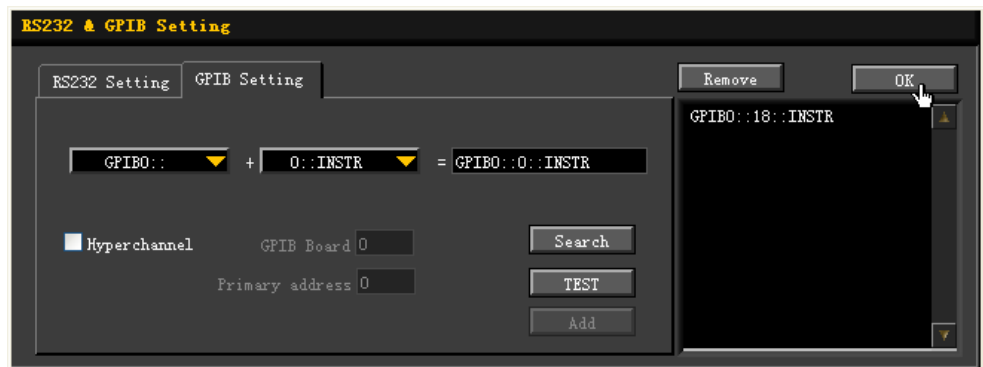 RS232 & GPIB Setting
RS232 Setting GPIB Setting
Remove OK
GPIB0::18::INSTR
GPIB0:: + 0::INSTR = GPIB0::0::INSTR
Hyperchannel GPIB Board 0 Search
Primary address 0 TEST
Add